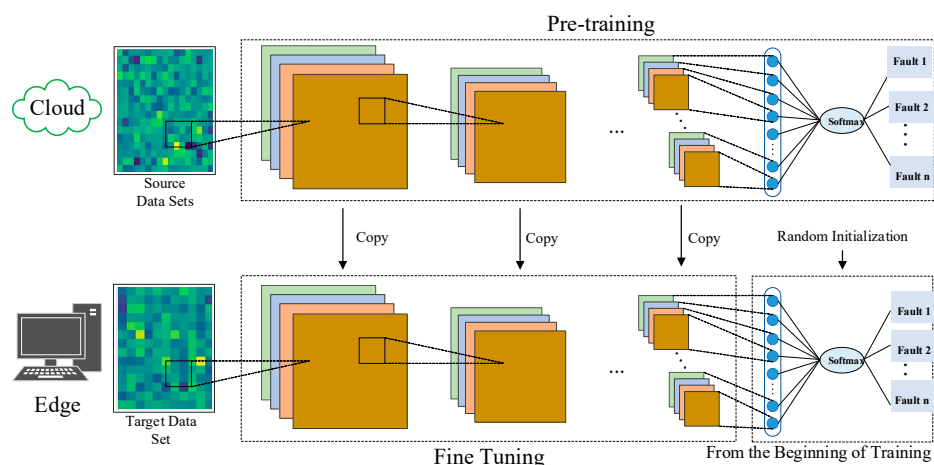 Pre-training
Cloud
Source
Data Sets
...
Softmax
Fault 1
Fault 2
Fault n
Copy
Copy
Copy
Random Initialization
Edge
Target Data
Set
...
Softmax
Fault 1
Fault 2
Fault n
Fine Tuning
From the Beginning of Training